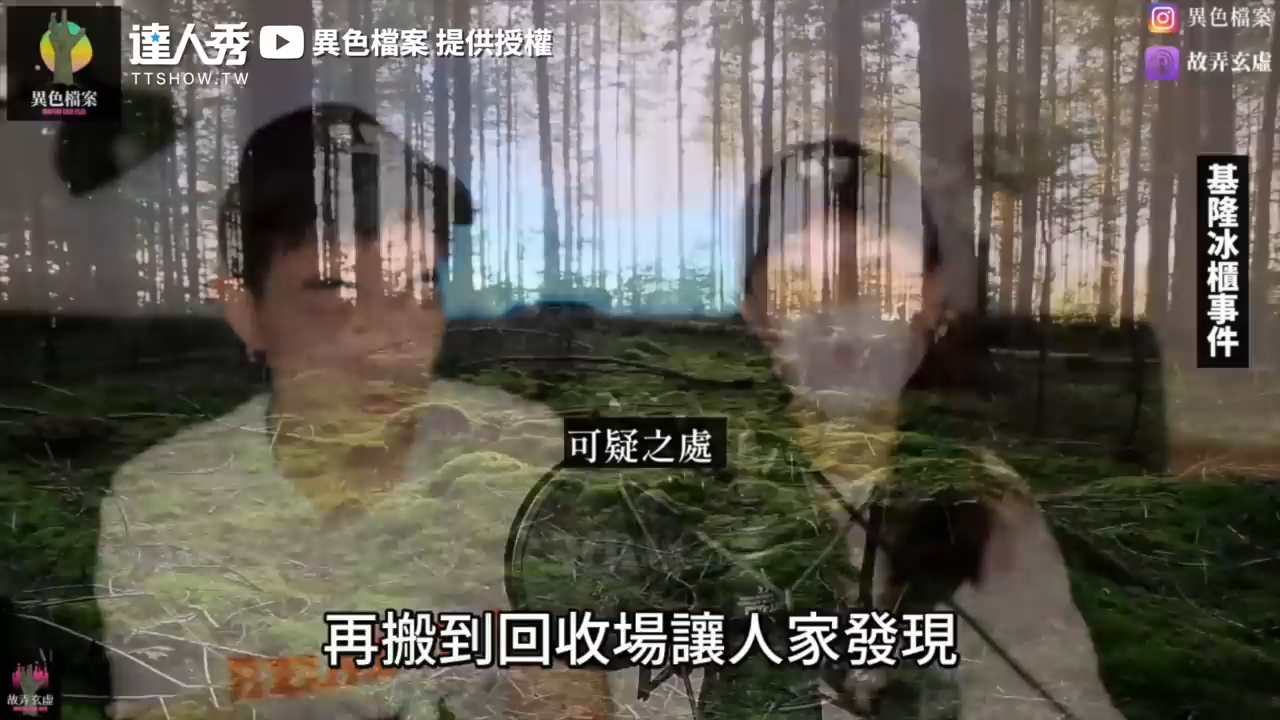 達人秀
TTSHOW.TW
異色檔案 提供授權
異色檔案
異色檔案
故弄玄虛
基隆冰櫃事件
可疑之處
再搬到回收場讓人家發現
故弄玄虛